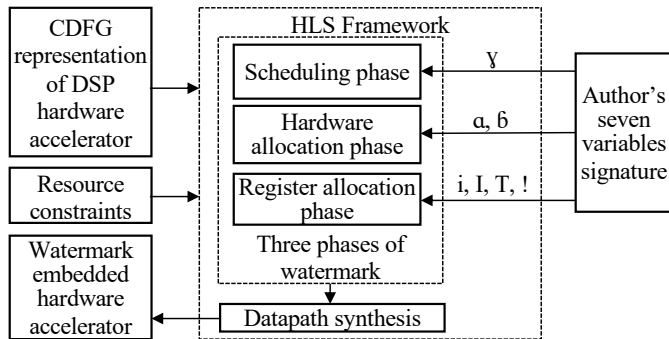 CDFG
representation
of DSP
hardware
accelerator
Resource
constraints
Watermark
embedded
hardware
accelerator
HLS Framework
Scheduling phase
Hardware
allocation phase
Register allocation
phase
Three phases of
watermark
Datapath synthesis
Ɣ
ɑ, ϐ
i, I, T, !
Author's
seven
variables
signature